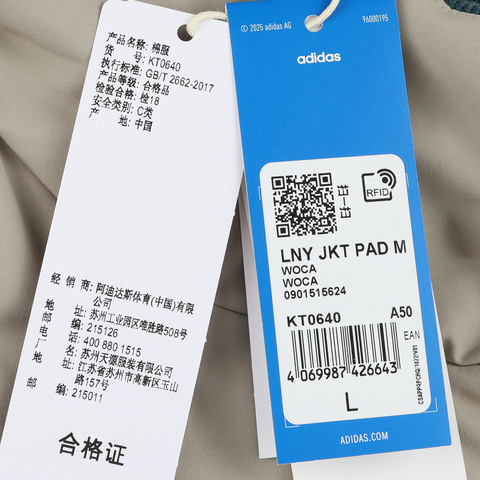 产品名称: 棉服
货 号: KT0640
执行标准: GB/T 2662-2017
产品等级: 合格品
检验合格: 检18
安全类别: C类
产 地: 中国
经 销 商: 阿迪达斯体育(中国)有限
公司
地 址: 苏州工业园区唯胜路508号
邮 编: 215126
电 话: 400 880 1515
制 造 商: 苏州天源服装有限公司
地 址: 江苏省苏州市高新区玉山
路157号
邮 编: 215011
合格证
© 2025 adidas AG
96000195
adidas
RFID
LNY JKT PAD M
WOCA
WOCA
0901515624
KT0640
A50
EAN
4 069987 426643
L
ADIDAS.COM